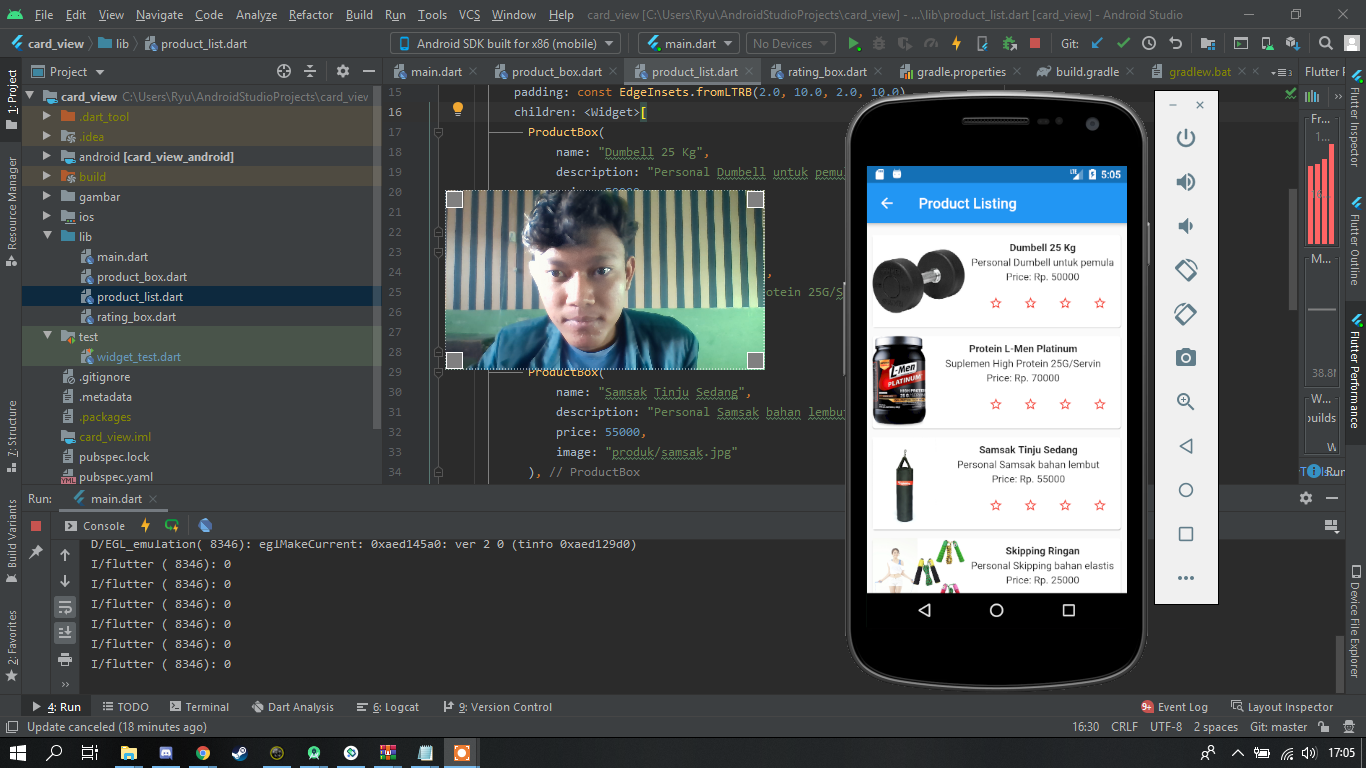 File Edit View Navigate Code Analyze Refactor Build Run Tools VCS Window Help card_view [C:\Users\Ryu\AndroidStudioProjects\card_view] - ...\lib\product_list.dart [card_view] - Android Studio
card_view lib product_list.dart Android SDK built for x86 (mobile) main.dart No Devices Git:
Project main.dart product_box.dart product_list.dart rating_box.dart gradle.properties build.gradle gradlew.bat Flutter P
1: Project
Resource Manager
Z: Structure
Build Variants
2: Favorites
card_view C:\Users\Ryu\AndroidStudioProjects\card_view
.dart_tool
.idea
android [card_view_android]
build
gambar
ios
lib
main.dart
product_box.dart
product_list.dart
rating_box.dart
test
widget_test.dart
.gitignore
.metadata
.packages
card_view.iml
pubspec.lock
pubspec.yaml
15 padding: const EdgeInsets.fromLTRB(2.0, 10.0, 2.0, 10.0)
16 children: <Widget>[
17 ProductBox(
18 name: "Dumbell 25 Kg",
19 description: "Personal Dumbell untuk pemul
20
21
22
23
24 ,
25 otein 25G/S
26
27
28
29 ProductBox(
30 name: "Samsak Tinju Sedang",
31 description: "Personal Samsak bahan lembut
32 price: 55000,
33 image: "produk/samsak.jpg"
34 ), // ProductBox
5:05
Product Listing
Dumbell 25 Kg
Personal Dumbell untuk pemula
Price: Rp. 50000
L-Men
PLATINUM
Protein L-Men Platinum
Suplemen High Protein 25G/Servin
Price: Rp. 70000
Samsak Tinju Sedang
Personal Samsak bahan lembut
Price: Rp. 55000
Skipping Ringan
Personal Skipping bahan elastis
Price: Rp. 25000
Fr...
1...
M...
38.8M
W...
builds
W
Run
Flutter Inspector
Flutter Outline
Flutter Performance
Device File Explorer
Run: main.dart
Console
D/EGL_emulation( 8346): eglMakeCurrent: 0xaed145a0: ver 2 0 (tinfo 0xaed129d0)
I/flutter ( 8346): 0
I/flutter ( 8346): 0
I/flutter ( 8346): 0
I/flutter ( 8346): 0
I/flutter ( 8346): 0
I/flutter ( 8346): 0
4: Run TODO Terminal Dart Analysis 6: Logcat 9: Version Control 9+ Event Log Layout Inspector
Update canceled (18 minutes ago) 16:30 CRLF UTF-8 2 spaces Git: master
17:05